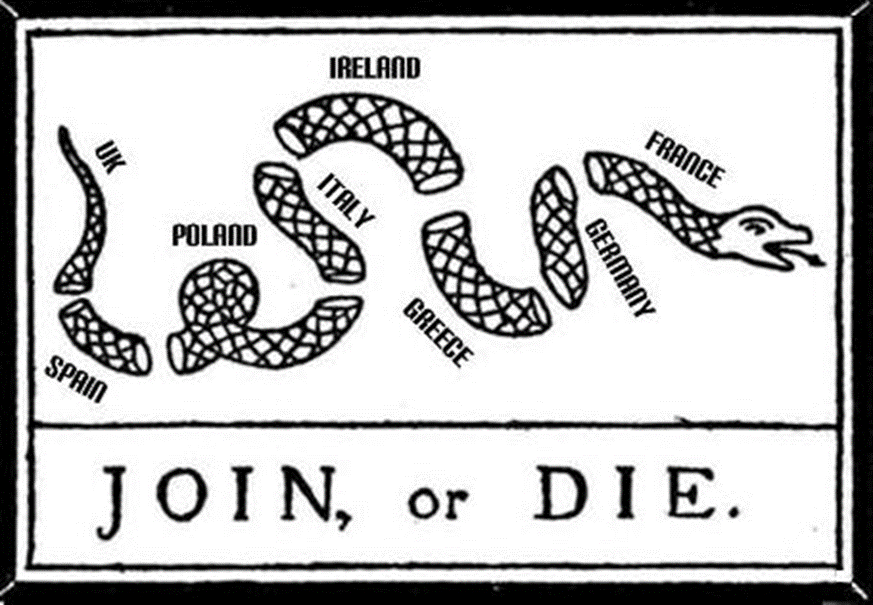 IRELAND
UK
ITALY
FRANCE
POLAND
GERMANY
GREECE
SPAIN
JOIN, or DIE.